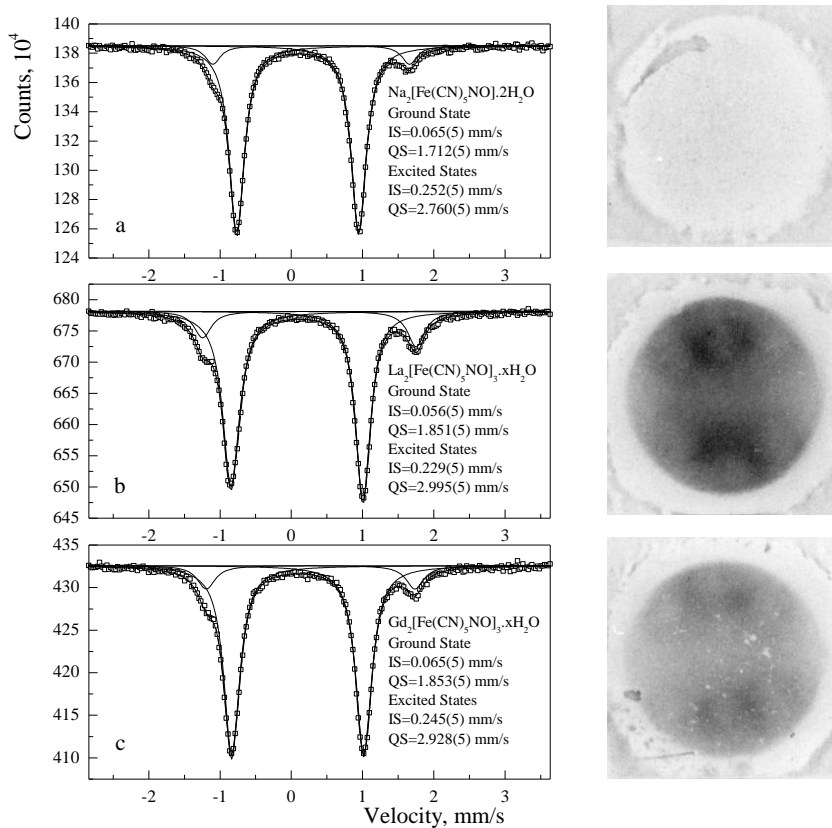 Counts, 10⁴
140
138
136
134
132
130
128
126
124
Na₂[Fe(CN)₅NO].2H₂O
Ground State
IS=0.065(5) mm/s
QS=1.712(5) mm/s
Excited States
IS=0.252(5) mm/s
QS=2.760(5) mm/s
a
-2 -1 0 1 2 3
680
675
670
665
660
655
650
645
La₂[Fe(CN)₅NO]₃.xH₂O
Ground State
IS=0.056(5) mm/s
QS=1.851(5) mm/s
Excited States
IS=0.229(5) mm/s
QS=2.995(5) mm/s
b
-2 -1 0 1 2 3
435
430
425
420
415
410
Gd₂[Fe(CN)₅NO]₃.xH₂O
Ground State
IS=0.065(5) mm/s
QS=1.853(5) mm/s
Excited States
IS=0.245(5) mm/s
QS=2.928(5) mm/s
c
-2 -1 0 1 2 3
Velocity, mm/s